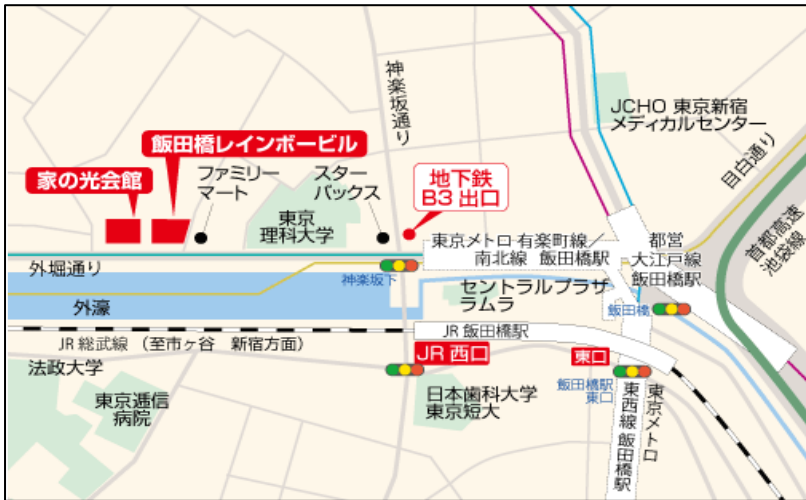 神楽坂通り
JCHO 東京新宿
メディカルセンター
目白通り
飯田橋レインボービル
家の光会館
ファミリー
マート
スター
バックス
地下鉄
B3 出口
東京
理科大学
首都高速
池袋線
東京メトロ 有楽町線／
南北線 飯田橋駅
都営
大江戸線
飯田橋駅
外堀通り
神楽坂下
セントラルプラザ
ラムラ
飯田橋
外濠
JR 飯田橋駅
JR 総武線 （至市ヶ谷 新宿方面）
JR 西口
東口
法政大学
東京逓信
病院
日本歯科大学
東京短大
飯田橋駅
東口
東京メトロ
東西線 飯田橋駅